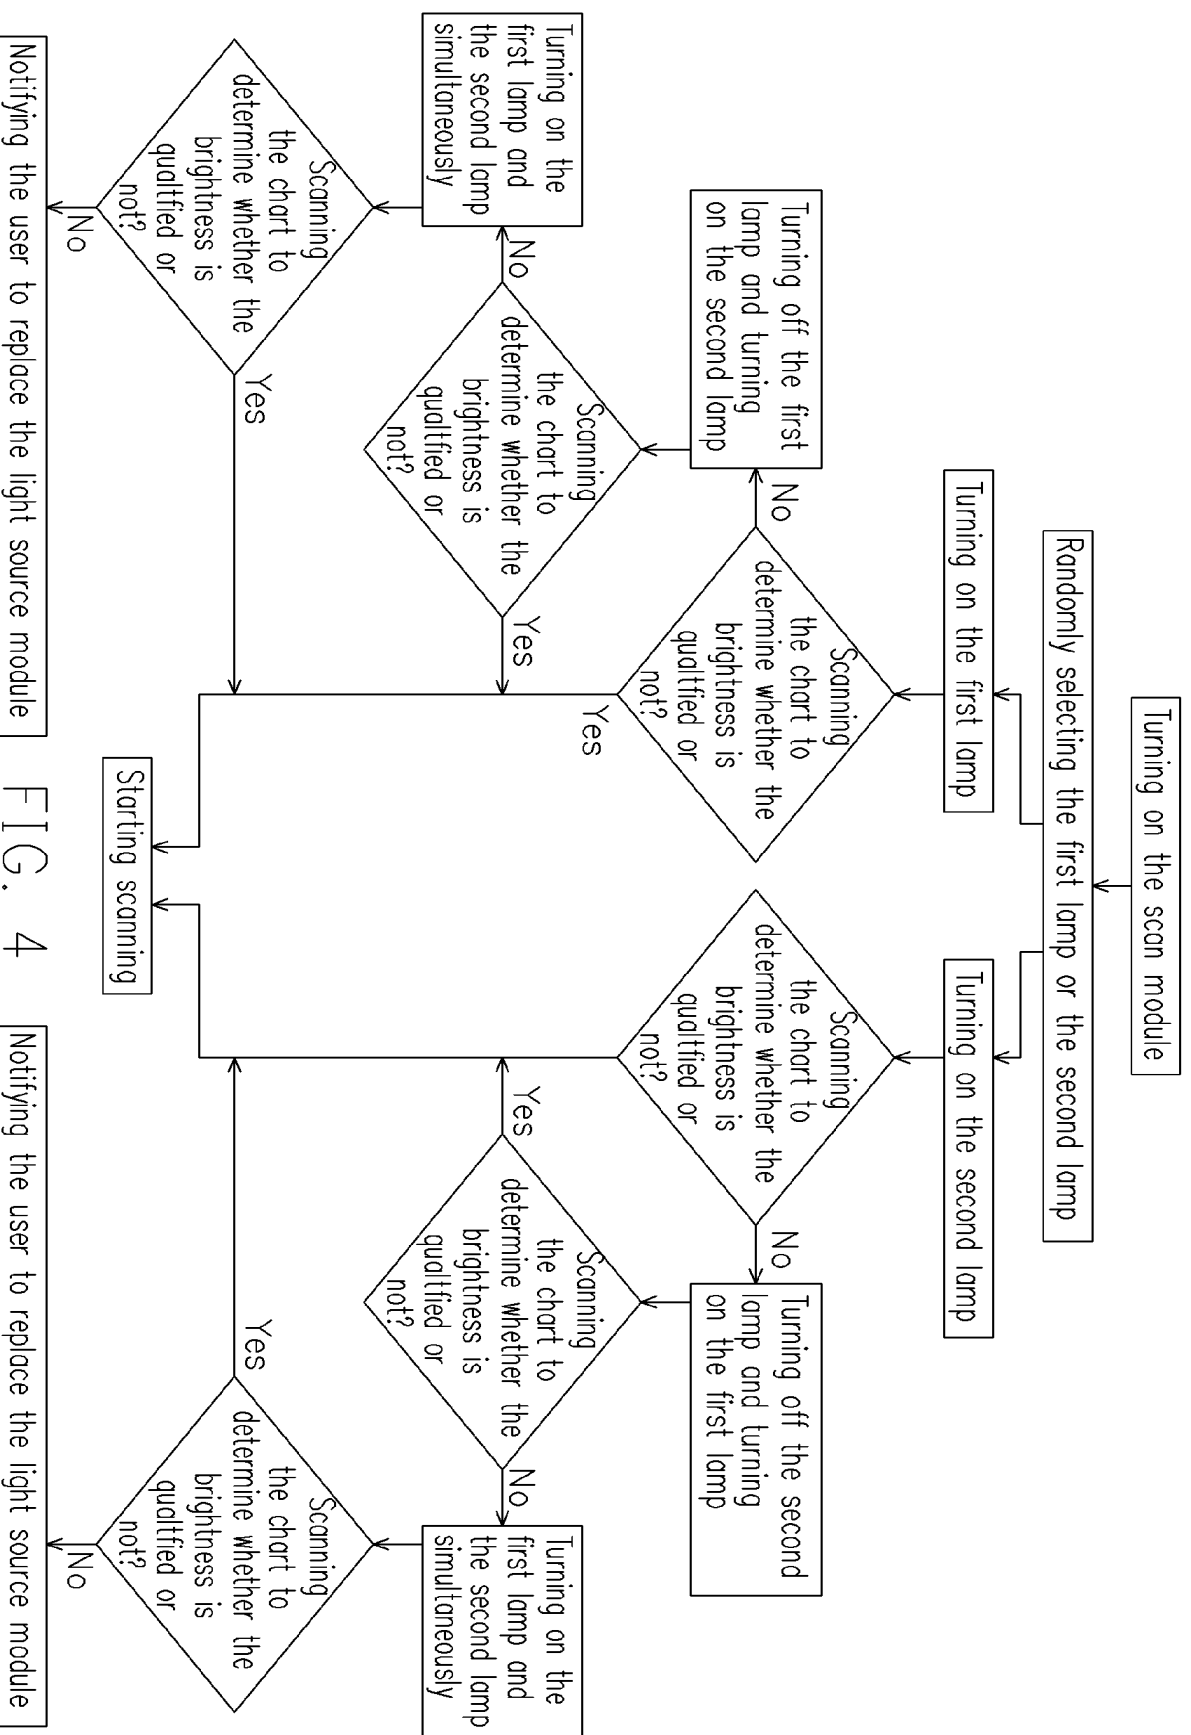 Turning on the scan module
Randomly selecting the first lamp or the second lamp
Turning on the first lamp
Turning on the second lamp
Scanning
the chart to
determine whether the
brightness is
qualtfied or
not?
No
Yes
Scanning
the chart to
determine whether the
brightness is
qualtfied or
not?
No
Turning off the first
lamp and turning
on the second lamp
Turning off the second
lamp and turning
on the first lamp
Scanning
the chart to
determine whether the
brightness is
qualtfied or
not?
No
Yes
Scanning
the chart to
determine whether the
brightness is
qualtfied or
not?
Yes
No
Turning on the
first lamp and
the second lamp
simultaneously
Turning on the
first lamp and
the second lamp
simultaneously
Scanning
the chart to
determine whether the
brightness is
qualtfied or
not?
Yes
No
Scanning
the chart to
determine whether the
brightness is
qualtfied or
not?
Yes
No
Starting scanning
Notifying the user to replace the light source module
FIG. 4
Notifying the user to replace the light source module